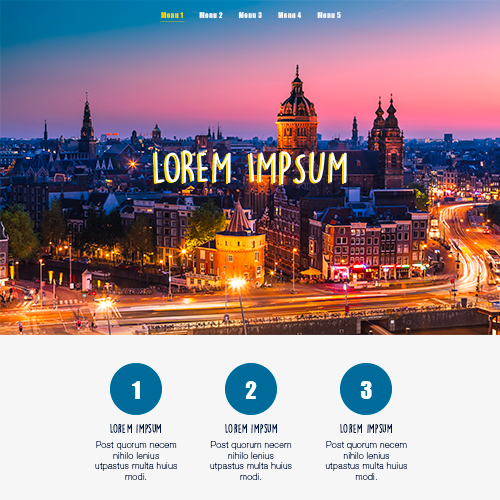 Menu 1 Menu 2 Menu 3 Menu 4 Menu 5
LOREM IMPSUM
1 2 3
LOREM IMPSUM LOREM IMPSUM LOREM IMPSUM
Post quorum necem Post quorum necem Post quorum necem
nihilo lenius nihilo lenius nihilo lenius
utpastus multa huius utpastus multa huius utpastus multa huius
modi. modi. modi.